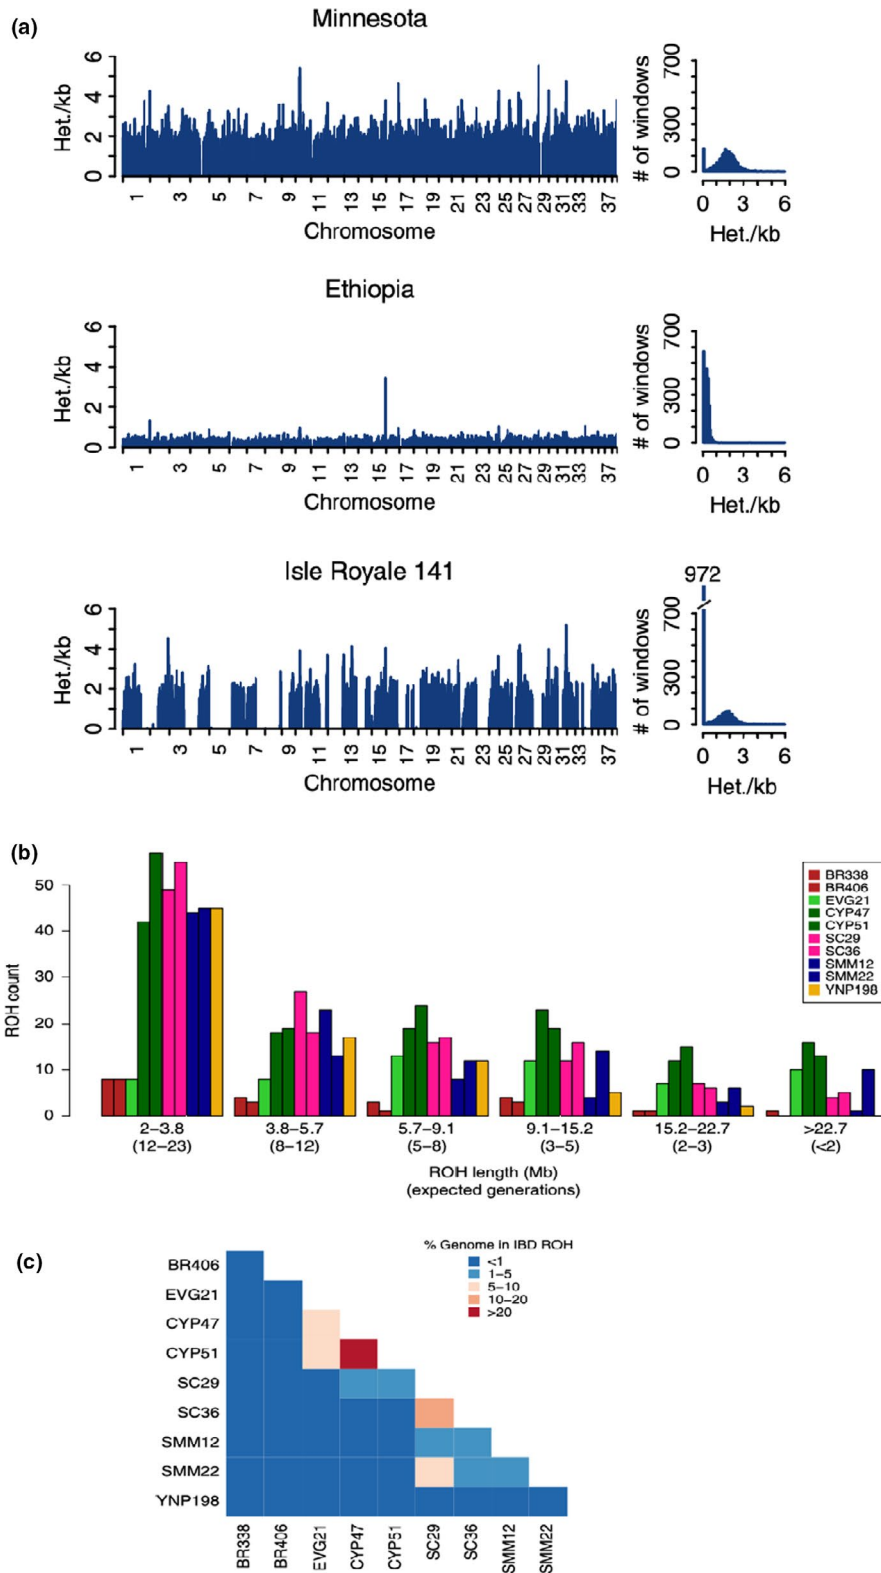 (a)
Minnesota
Het./kb
0 2 4 6
1 3 5 7 9 11 13 15 17 19 21 23 25 27 29 31 33 37
Chromosome
# of windows
0 300 700
0 3 6
Het./kb
Ethiopia
Het./kb
0 2 4 6
1 3 5 7 9 11 13 15 17 19 21 23 25 27 29 31 33 37
Chromosome
# of windows
0 300 700
0 3 6
Het./kb
Isle Royale 141
Het./kb
0 2 4 6
1 3 5 7 9 11 13 15 17 19 21 23 25 27 29 31 33 37
Chromosome
972
# of windows
0 300 700
0 3 6
Het./kb
(b)
ROH count
50
40
30
20
10
0
BR338
BR406
EVG21
CYP47
CYP51
SC29
SC36
SMM12
SMM22
YNP198
2–3.8 3.8–5.7 5.7–9.1 9.1–15.2 15.2–22.7 >22.7
(12–23) (8–12) (5–8) (3–5) (2–3) (<2)
ROH length (Mb)
(expected generations)
(c)
% Genome in IBD ROH
<1
1–5
5–10
10–20
>20
BR406
EVG21
CYP47
CYP51
SC29
SC36
SMM12
SMM22
YNP198
BR338 BR406 EVG21 CYP47 CYP51 SC29 SC36 SMM12 SMM22